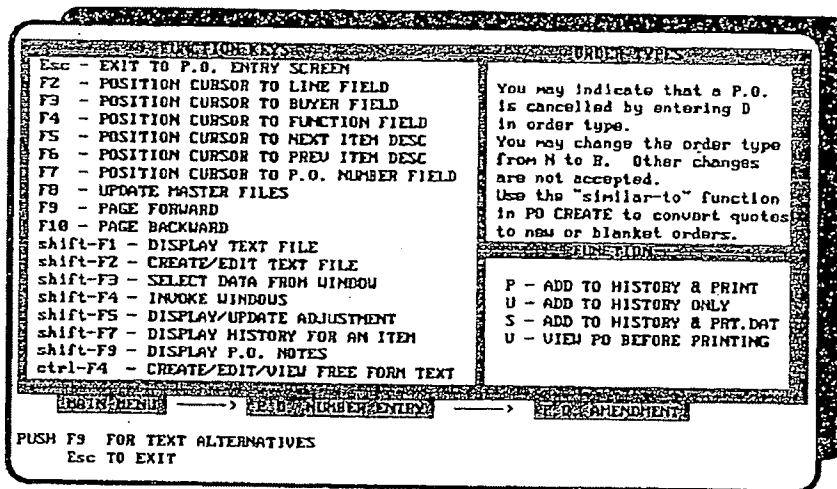 FUNCTION KEYS
Esc - EXIT TO P.O. ENTRY SCREEN
F2 - POSITION CURSOR TO LINE FIELD
F3 - POSITION CURSOR TO BUYER FIELD
F4 - POSITION CURSOR TO FUNCTION FIELD
F5 - POSITION CURSOR TO NEXT ITEM DESC
F6 - POSITION CURSOR TO PREV ITEM DESC
F7 - POSITION CURSOR TO P.O. NUMBER FIELD
F8 - UPDATE MASTER FILES
F9 - PAGE FORWARD
F10 - PAGE BACKWARD
shift-F1 - DISPLAY TEXT FILE
shift-F2 - CREATE/EDIT TEXT FILE
shift-F3 - SELECT DATA FROM WINDOW
shift-F4 - INVOKE WINDOWS
shift-F5 - DISPLAY/UPDATE ADJUSTMENT
shift-F7 - DISPLAY HISTORY FOR AN ITEM
shift-F9 - DISPLAY P.O. NOTES
ctrl-F4 - CREATE/EDIT/VIEW FREE FORM TEXT
ORDER TYPES
You may indicate that a P.O.
is cancelled by entering D
in order type.
You may change the order type
from N to B. Other changes
are not accepted.
Use the "similar-to" function
in PO CREATE to convert quotes
to new or blanket orders.
FUNCTION
P - ADD TO HISTORY & PRINT
U - ADD TO HISTORY ONLY
S - ADD TO HISTORY & PRT.DAT
V - VIEW PO BEFORE PRINTING
MAIN MENU ----> P.O. NUMBER ENTRY ----> P.O. AMENDMENT
PUSH F9 FOR TEXT ALTERNATIVES
Esc TO EXIT